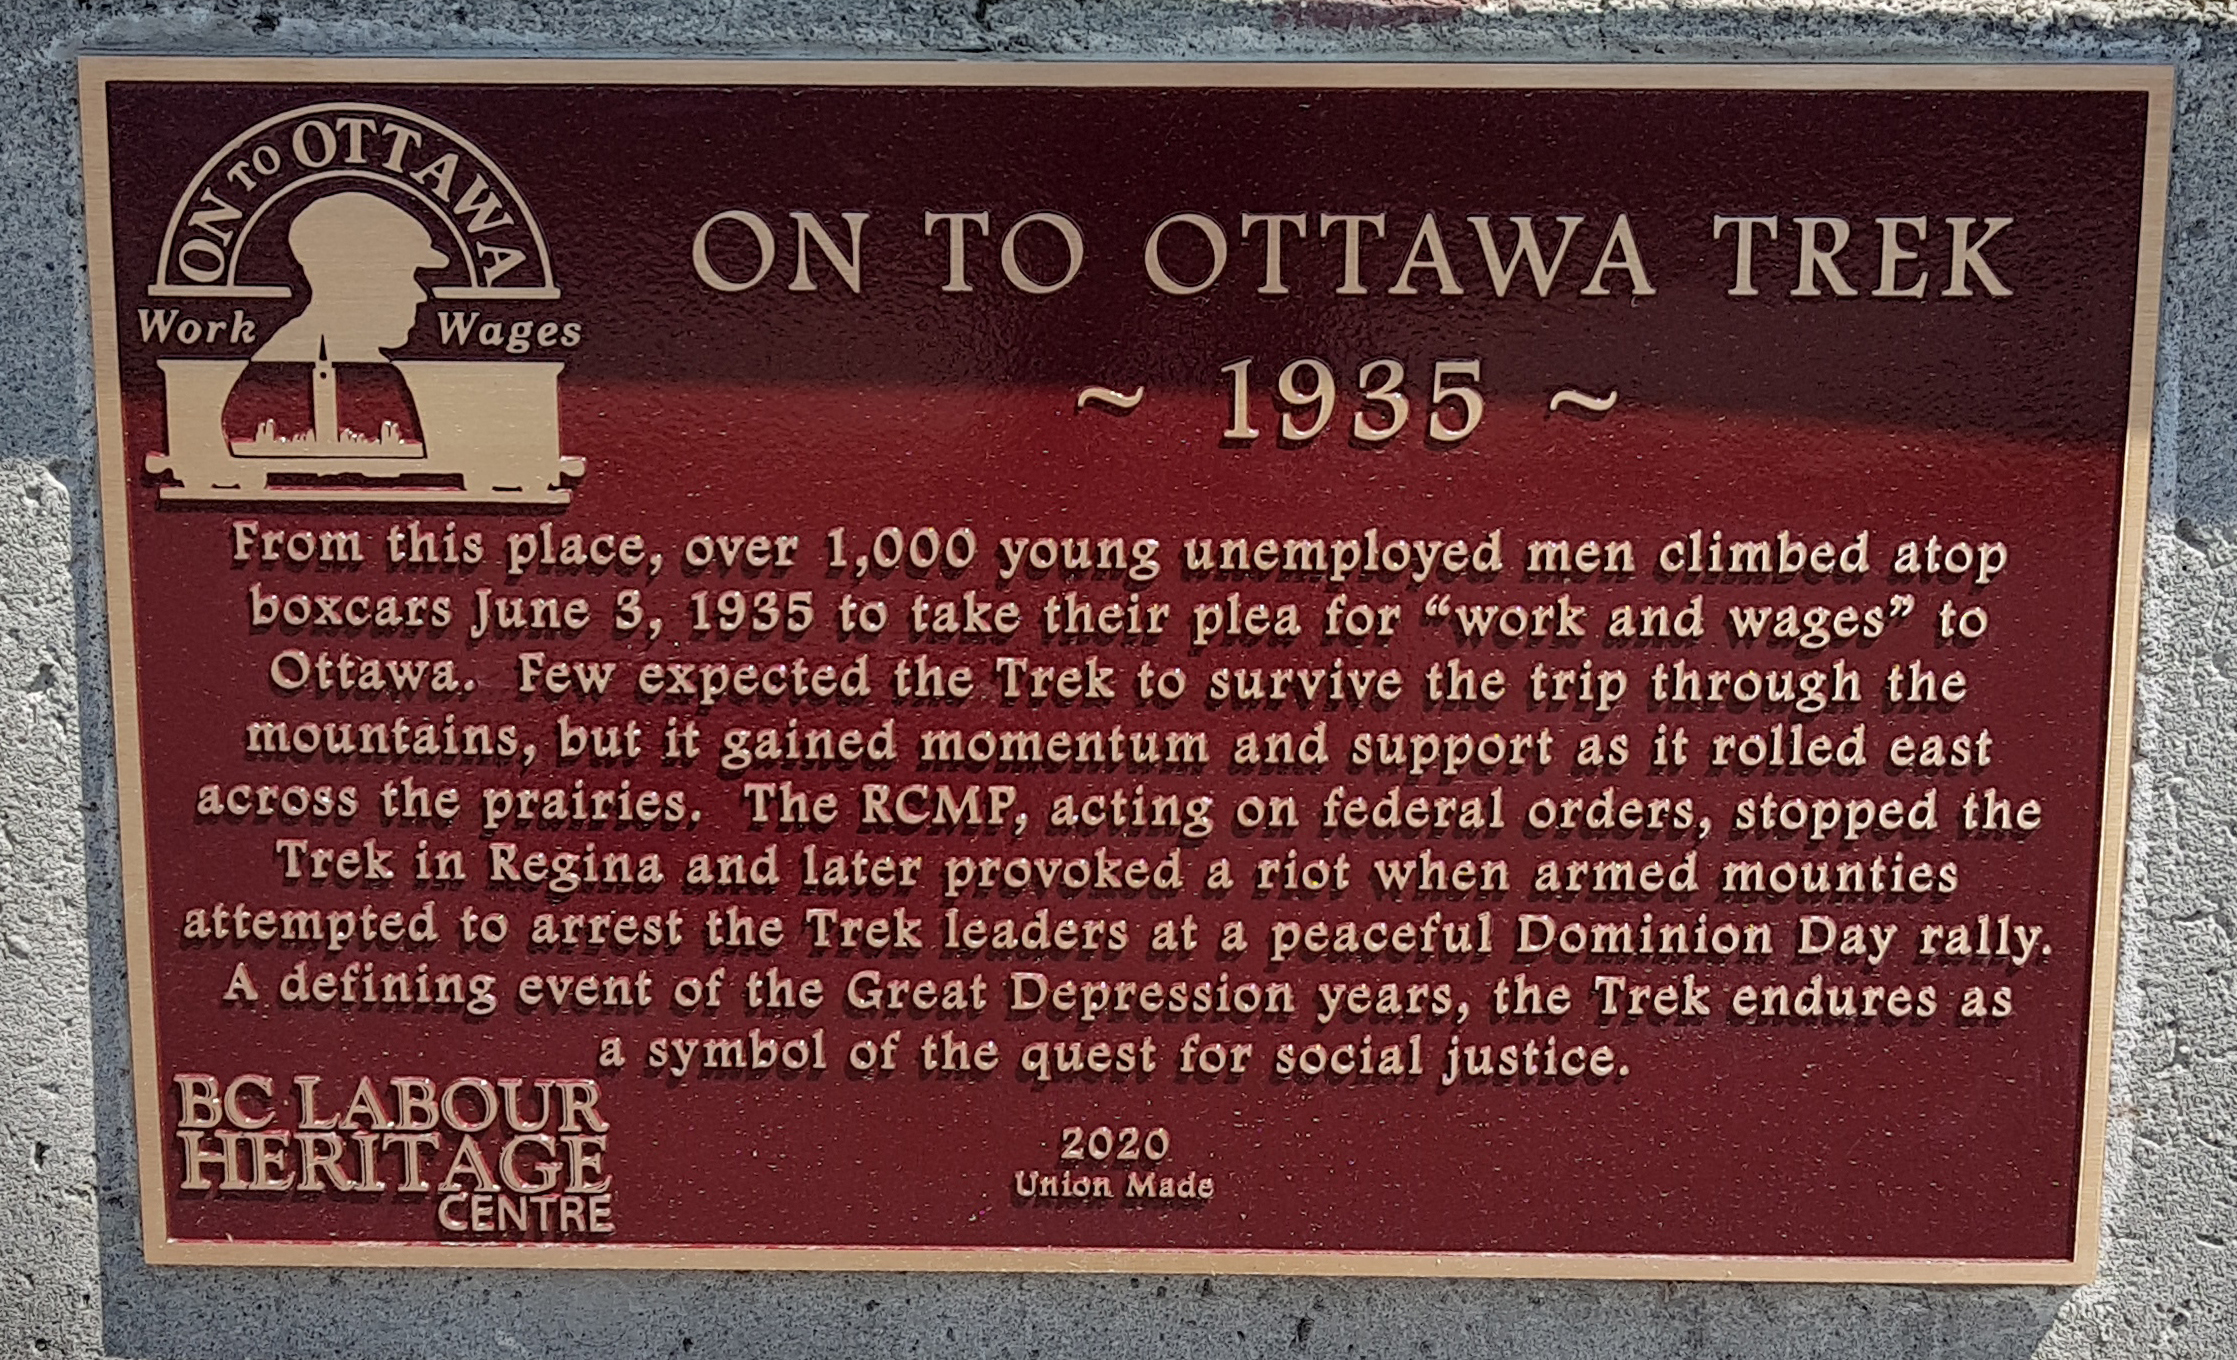 ON TO OTTAWA
Work Wages
ON TO OTTAWA TREK
~ 1935 ~
From this place, over 1,000 young unemployed men climbed atop
boxcars June 3, 1935 to take their plea for “work and wages” to
Ottawa. Few expected the Trek to survive the trip through the
mountains, but it gained momentum and support as it rolled east
across the prairies. The RCMP, acting on federal orders, stopped the
Trek in Regina and later provoked a riot when armed mounties
attempted to arrest the Trek leaders at a peaceful Dominion Day rally.
A defining event of the Great Depression years, the Trek endures as
a symbol of the quest for social justice.
BC LABOUR
HERITAGE
CENTRE
2020
Union Made